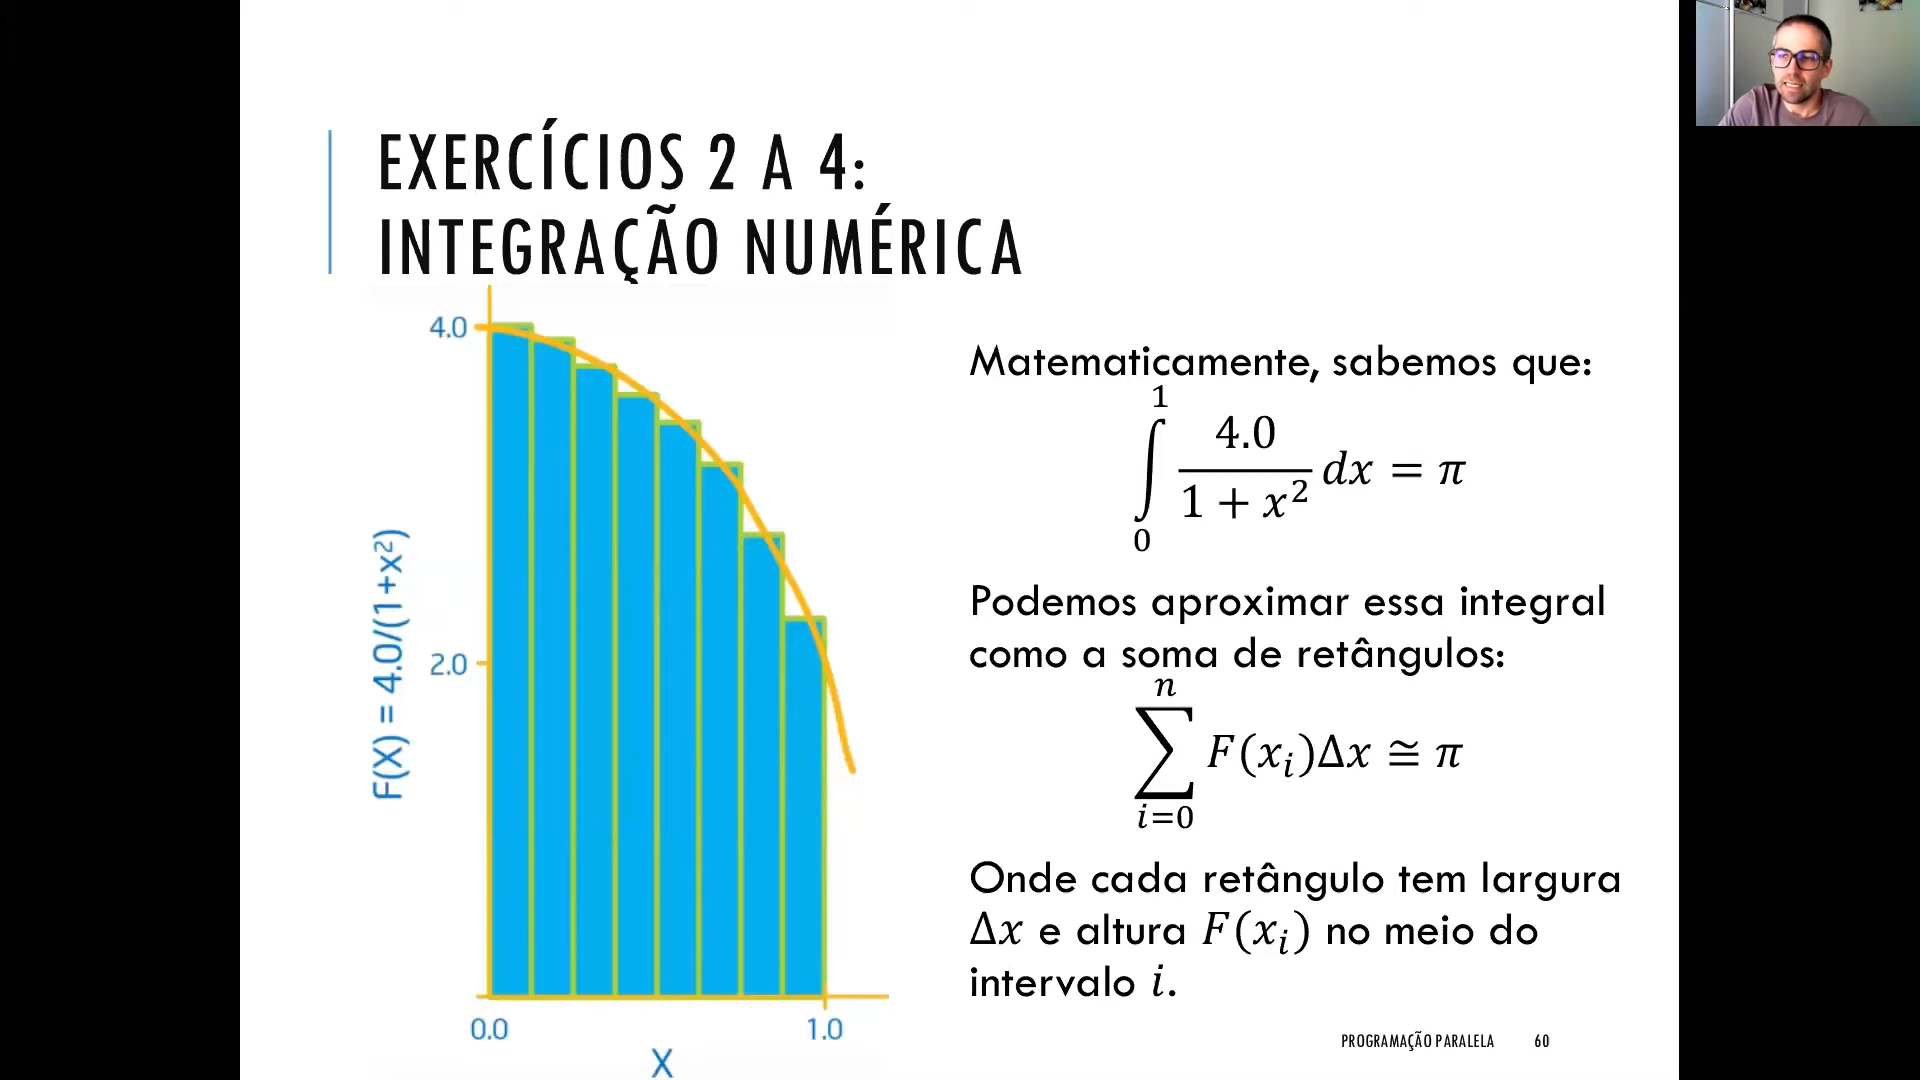 EXERCÍCIOS 2 A 4:
INTEGRAÇÃO NUMÉRICA
4.0
2.0
F(X) = 4.0/(1+x²)
0.0
1.0
X
Matematicamente, sabemos que:
∫₀¹ 4.0/(1 + x²) dx = π
Podemos aproximar essa integral
como a soma de retângulos:
∑ᵢ₌₀ⁿ F(xᵢ)Δx ≅ π
Onde cada retângulo tem largura
Δx e altura F(xᵢ) no meio do
intervalo i.
PROGRAMAÇÃO PARALELA 60